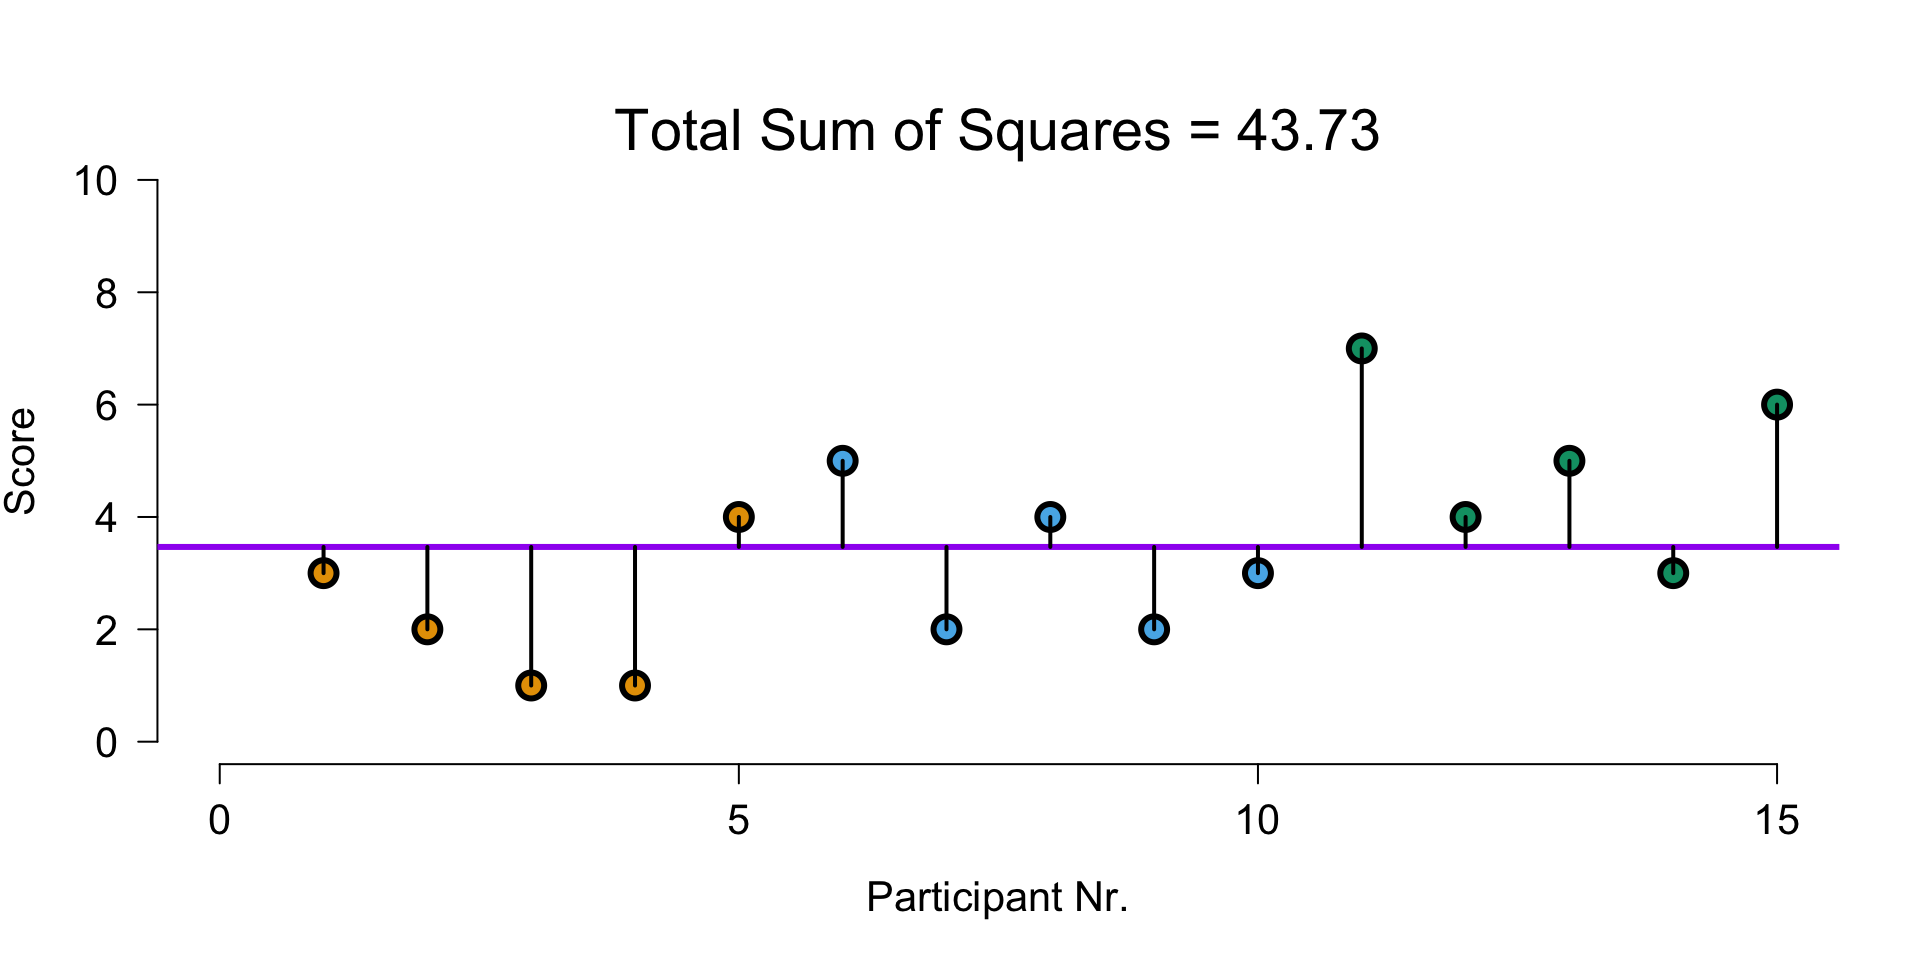 Total Sum of Squares = 43.73
10
8
6
4
2
0
Score
0 5 10 15
Participant Nr.